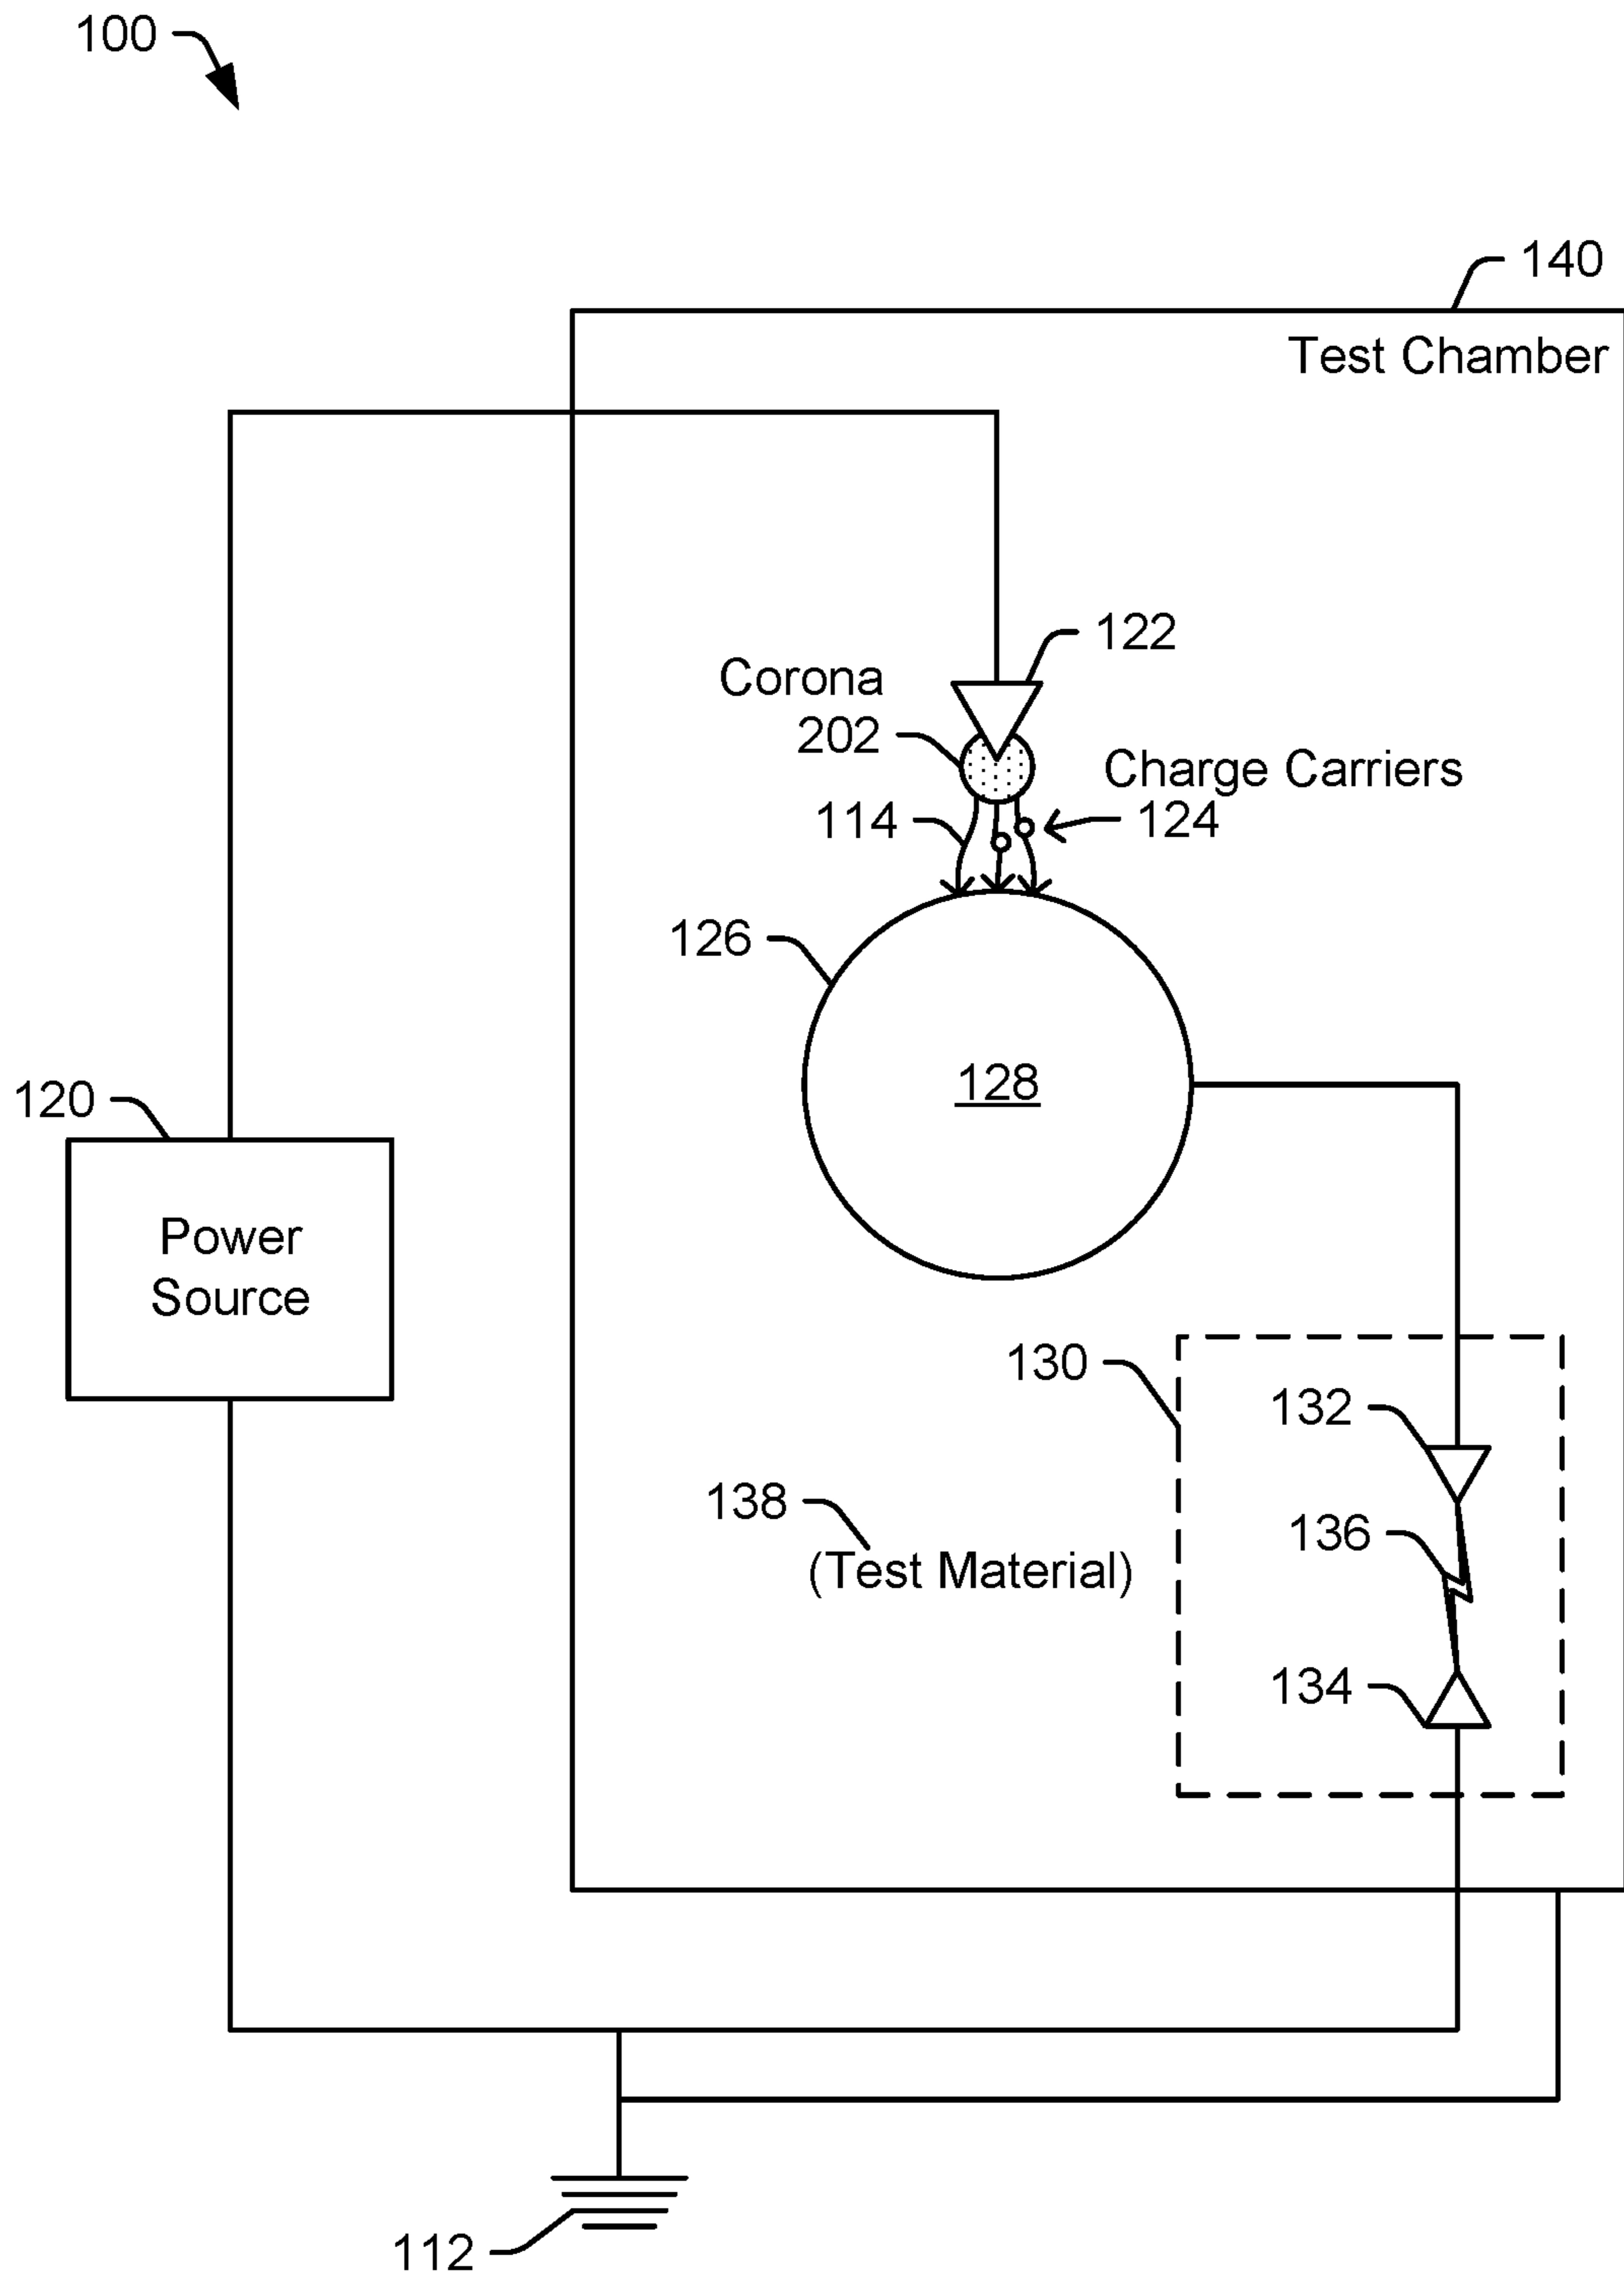 100
140
Test Chamber
122
Corona
202
Charge Carriers
114
124
126
128
120
Power
Source
130
132
138
136
(Test Material)
134
112